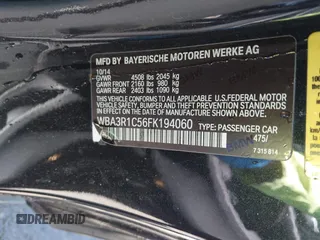 MFD BY BAYERISCHE MOTOREN WERKE AG
10/14
GVWR 4508 lbs 2045 kg
GAWR FRONT 2160 lbs 980 kg
GAWR REAR 2403 lbs 1090 kg
THIS VEHICLE CONFORMS TO ALL APPLICABLE U.S.FEDERAL
MOTOR VEHICLE SAFETY, BUMPER, AND THEFT PREVENTION
STANDARDS IN EFFECT ON THE DATE OF MANUFACTURE
SHOWN ABOVE.
WBA3R1C56FK194060 TYPE: PASSENGER CAR
475/
7 315 814
DREAMBID